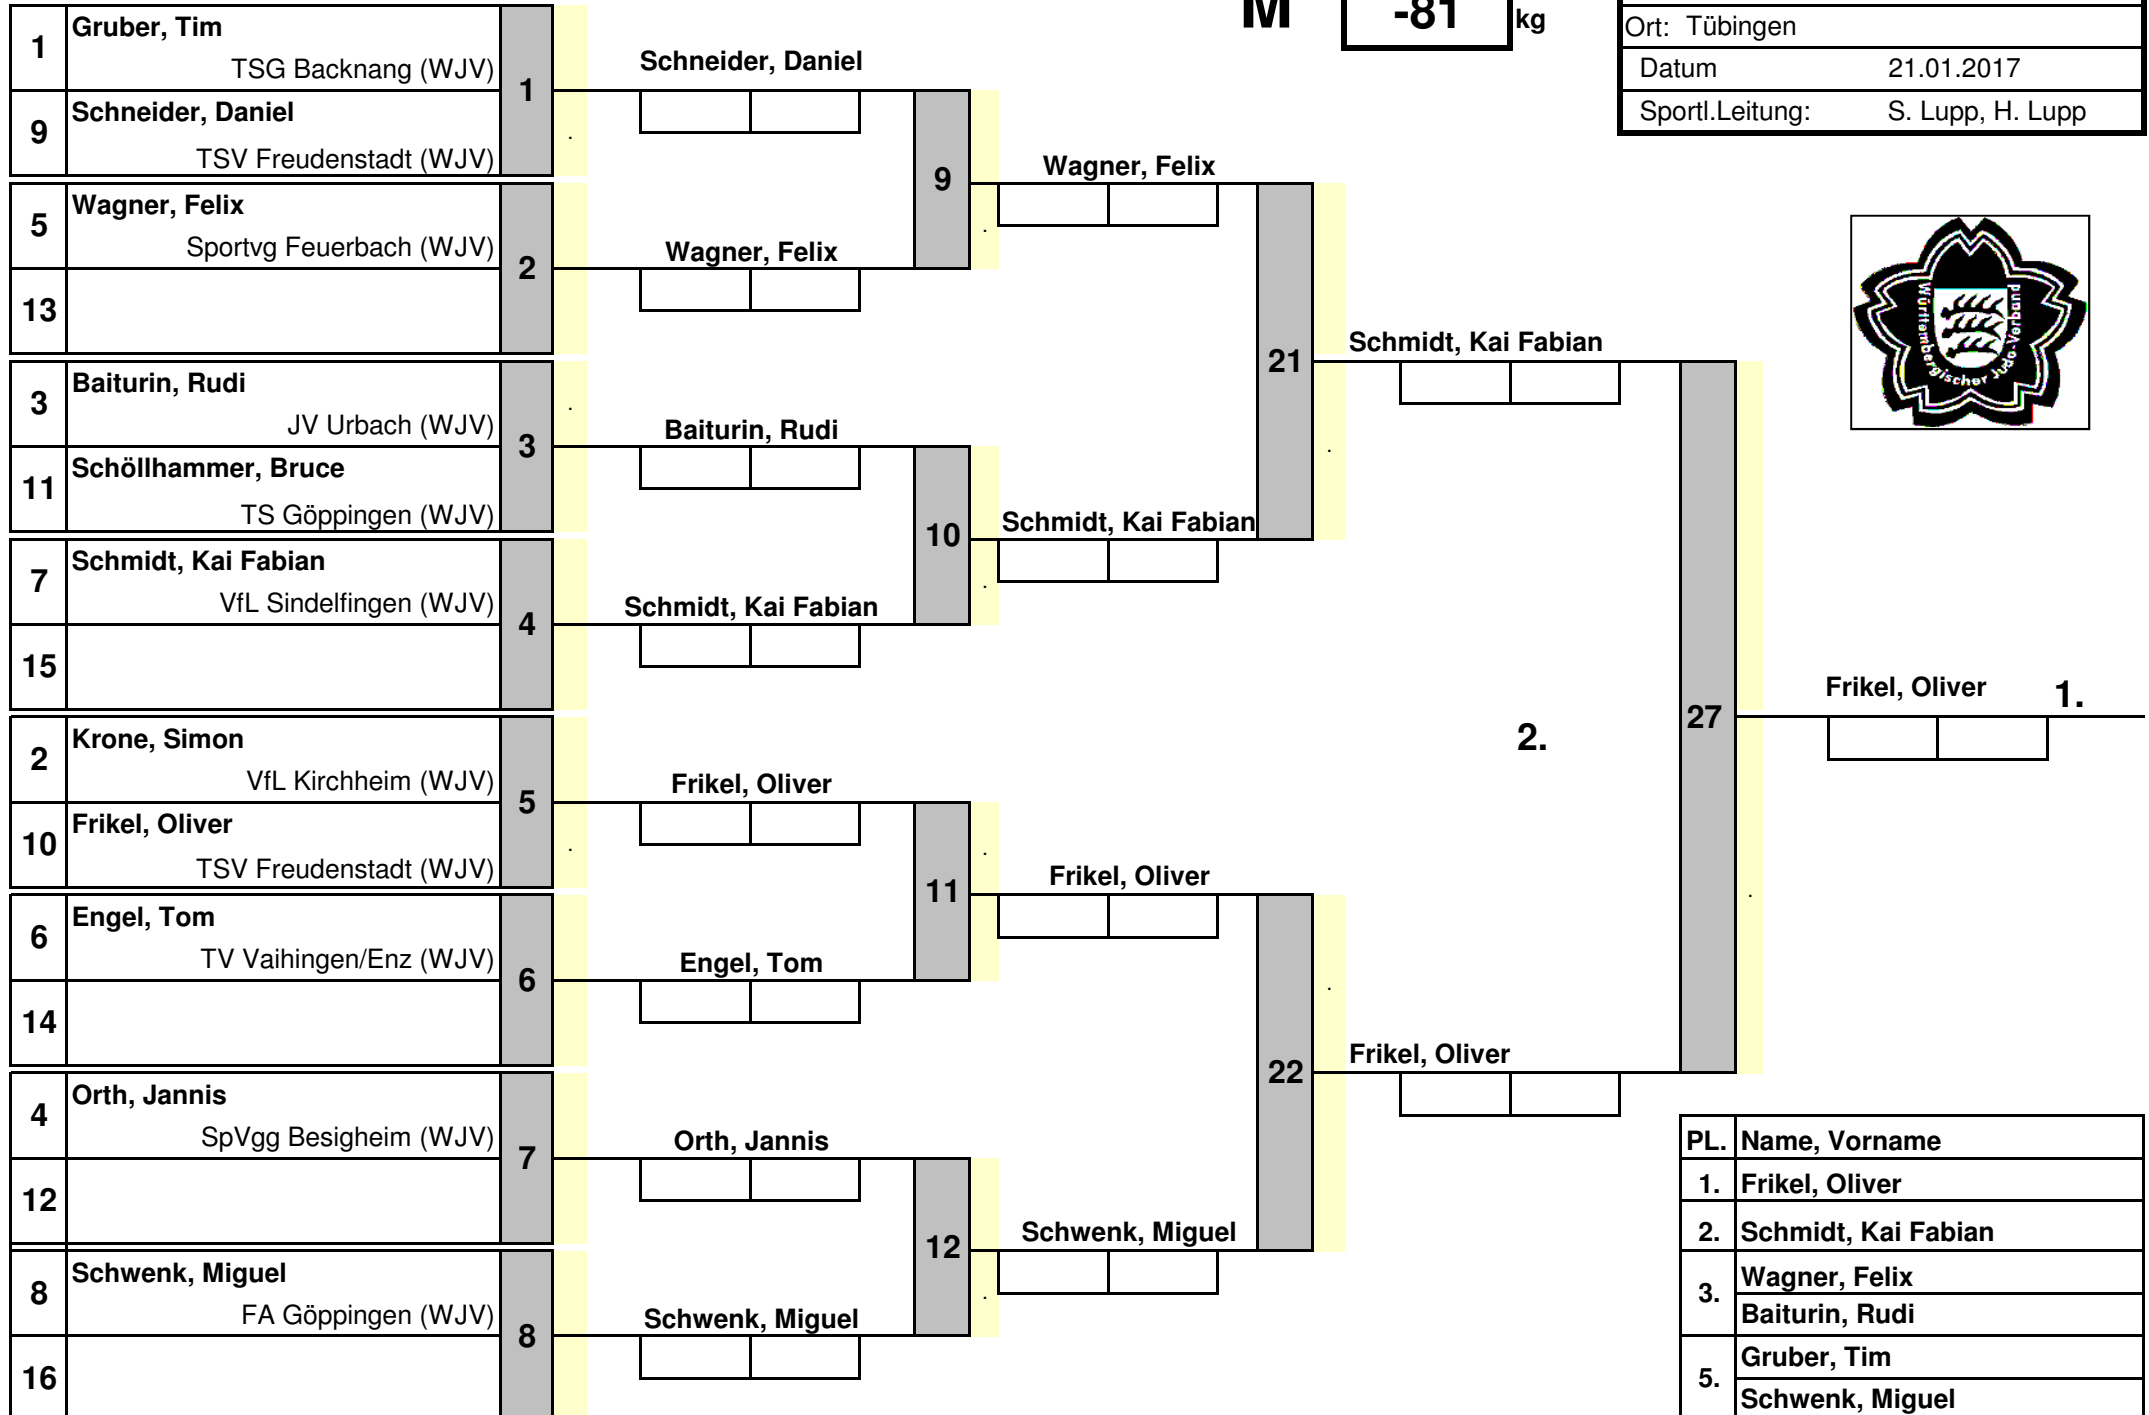 M -81 kg
Ort: Tübingen
Datum 21.01.2017
Sportl.Leitung: S. Lupp, H. Lupp
Württembergischer Judo-Verband
1 Gruber, Tim
TSG Backnang (WJV)
1
9 Schneider, Daniel
TSV Freudenstadt (WJV)
5 Wagner, Felix
Sportvg Feuerbach (WJV)
2
13
3 Baiturin, Rudi
JV Urbach (WJV)
3
11 Schöllhammer, Bruce
TS Göppingen (WJV)
7 Schmidt, Kai Fabian
VfL Sindelfingen (WJV)
4
15
2 Krone, Simon
VfL Kirchheim (WJV)
5
10 Frikel, Oliver
TSV Freudenstadt (WJV)
6 Engel, Tom
TV Vaihingen/Enz (WJV)
6
14
4 Orth, Jannis
SpVgg Besigheim (WJV)
7
12
8 Schwenk, Miguel
FA Göppingen (WJV)
8
16
Schneider, Daniel
9
Wagner, Felix
Baiturin, Rudi
10
Schmidt, Kai Fabian
Frikel, Oliver
11
Engel, Tom
Orth, Jannis
12
Schwenk, Miguel
Wagner, Felix
21
Schmidt, Kai Fabian
Frikel, Oliver
22
Schwenk, Miguel
Schmidt, Kai Fabian
2.
27
Frikel, Oliver
Frikel, Oliver 1.
PL. Name, Vorname
1. Frikel, Oliver
2. Schmidt, Kai Fabian
3. Wagner, Felix
Baiturin, Rudi
5. Gruber, Tim
Schwenk, Miguel